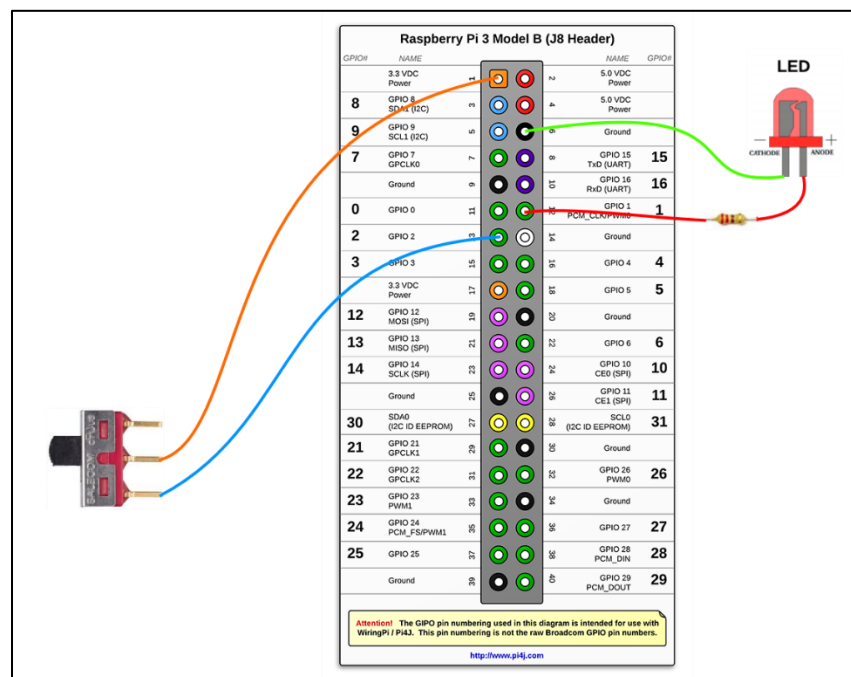 Raspberry Pi 3 Model B (J8 Header)
GPIO# NAME NAME GPIO#
3.3 VDC Power 1 2 5.0 VDC Power
8 GPIO 8 SDA1 (I2C) 3 4 5.0 VDC Power
9 GPIO 9 SCL1 (I2C) 5 6 Ground
7 GPIO 7 GPCLK0 7 8 GPIO 15 TxD (UART) 15
Ground 9 10 GPIO 16 RxD (UART) 16
0 GPIO 0 11 12 GPIO 1 PCM_CLK/PWM0 1
2 GPIO 2 13 14 Ground
3 GPIO 3 15 16 GPIO 4 4
3.3 VDC Power 17 18 GPIO 5 5
12 GPIO 12 MOSI (SPI) 19 20 Ground
13 GPIO 13 MISO (SPI) 21 22 GPIO 6 6
14 GPIO 14 SCLK (SPI) 23 24 GPIO 10 CE0 (SPI) 10
Ground 25 26 GPIO 11 CE1 (SPI) 11
30 SDA0 (I2C ID EEPROM) 27 28 SCL0 (I2C ID EEPROM) 31
21 GPIO 21 GPCLK1 29 30 Ground
22 GPIO 22 GPCLK2 31 32 GPIO 26 PWM0 26
23 GPIO 23 PWM1 33 34 Ground
24 GPIO 24 PCM_FS/PWM1 35 36 GPIO 27 27
25 GPIO 25 37 38 GPIO 28 PCM_DIN 28
Ground 39 40 GPIO 29 PCM_DOUT 29
Attention! The GIPO pin numbering used in this diagram is intended for use with
WiringPi / Pi4J. This pin numbering is not the raw Broadcom GPIO pin numbers.
http://www.pi4j.com
LED
- +
CATHODE ANODE
SALECOM